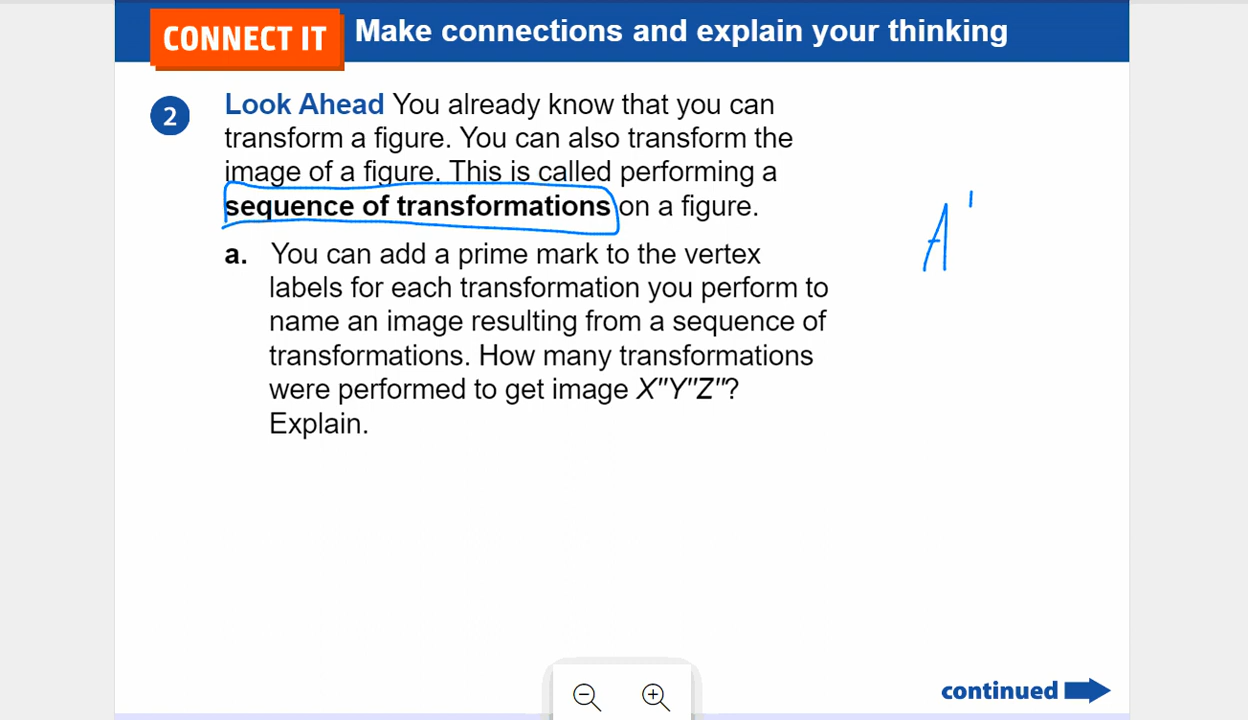 CONNECT IT Make connections and explain your thinking
2 Look Ahead You already know that you can
transform a figure. You can also transform the
image of a figure. This is called performing a
sequence of transformations on a figure.
A'
a. You can add a prime mark to the vertex
labels for each transformation you perform to
name an image resulting from a sequence of
transformations. How many transformations
were performed to get image X"Y"Z"?
Explain.
continued